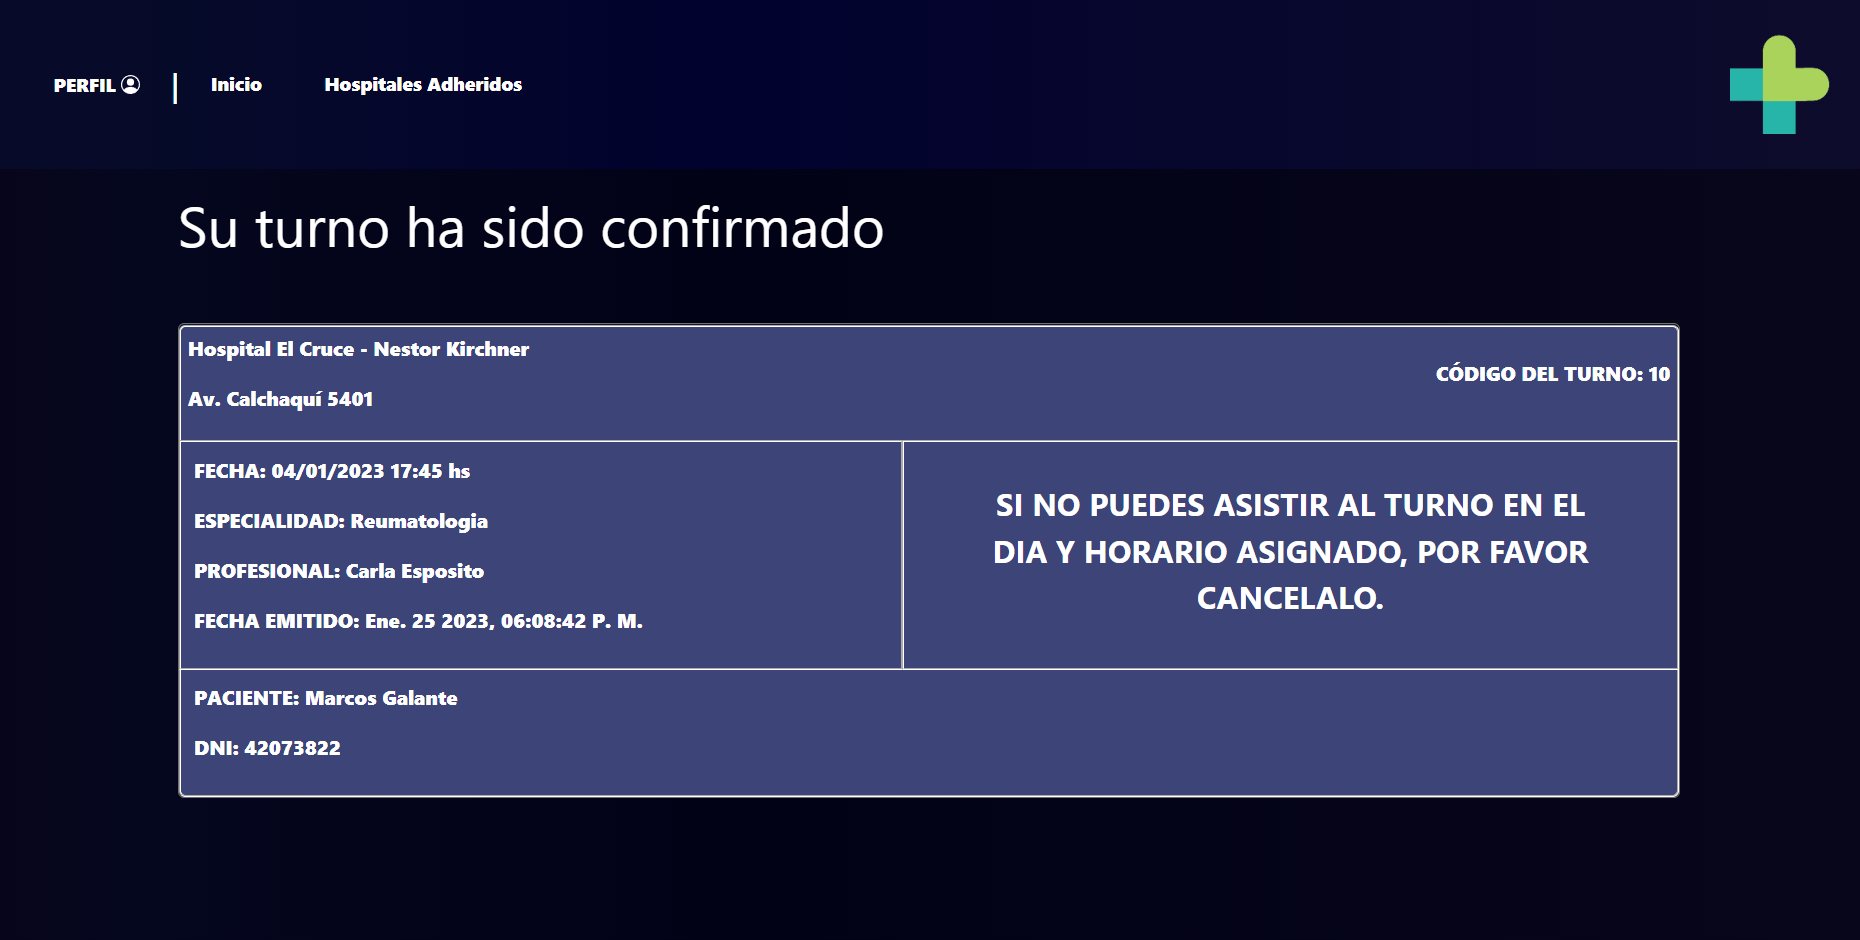 PERFIL
Inicio
Hospitales Adheridos
Su turno ha sido confirmado
Hospital El Cruce - Nestor Kirchner
Av. Calchaquí 5401
CÓDIGO DEL TURNO: 10
FECHA: 04/01/2023 17:45 hs
ESPECIALIDAD: Reumatologia
PROFESIONAL: Carla Esposito
FECHA EMITIDO: Ene. 25 2023, 06:08:42 P. M.
SI NO PUEDES ASISTIR AL TURNO EN EL
DIA Y HORARIO ASIGNADO, POR FAVOR
CANCELALO.
PACIENTE: Marcos Galante
DNI: 42073822